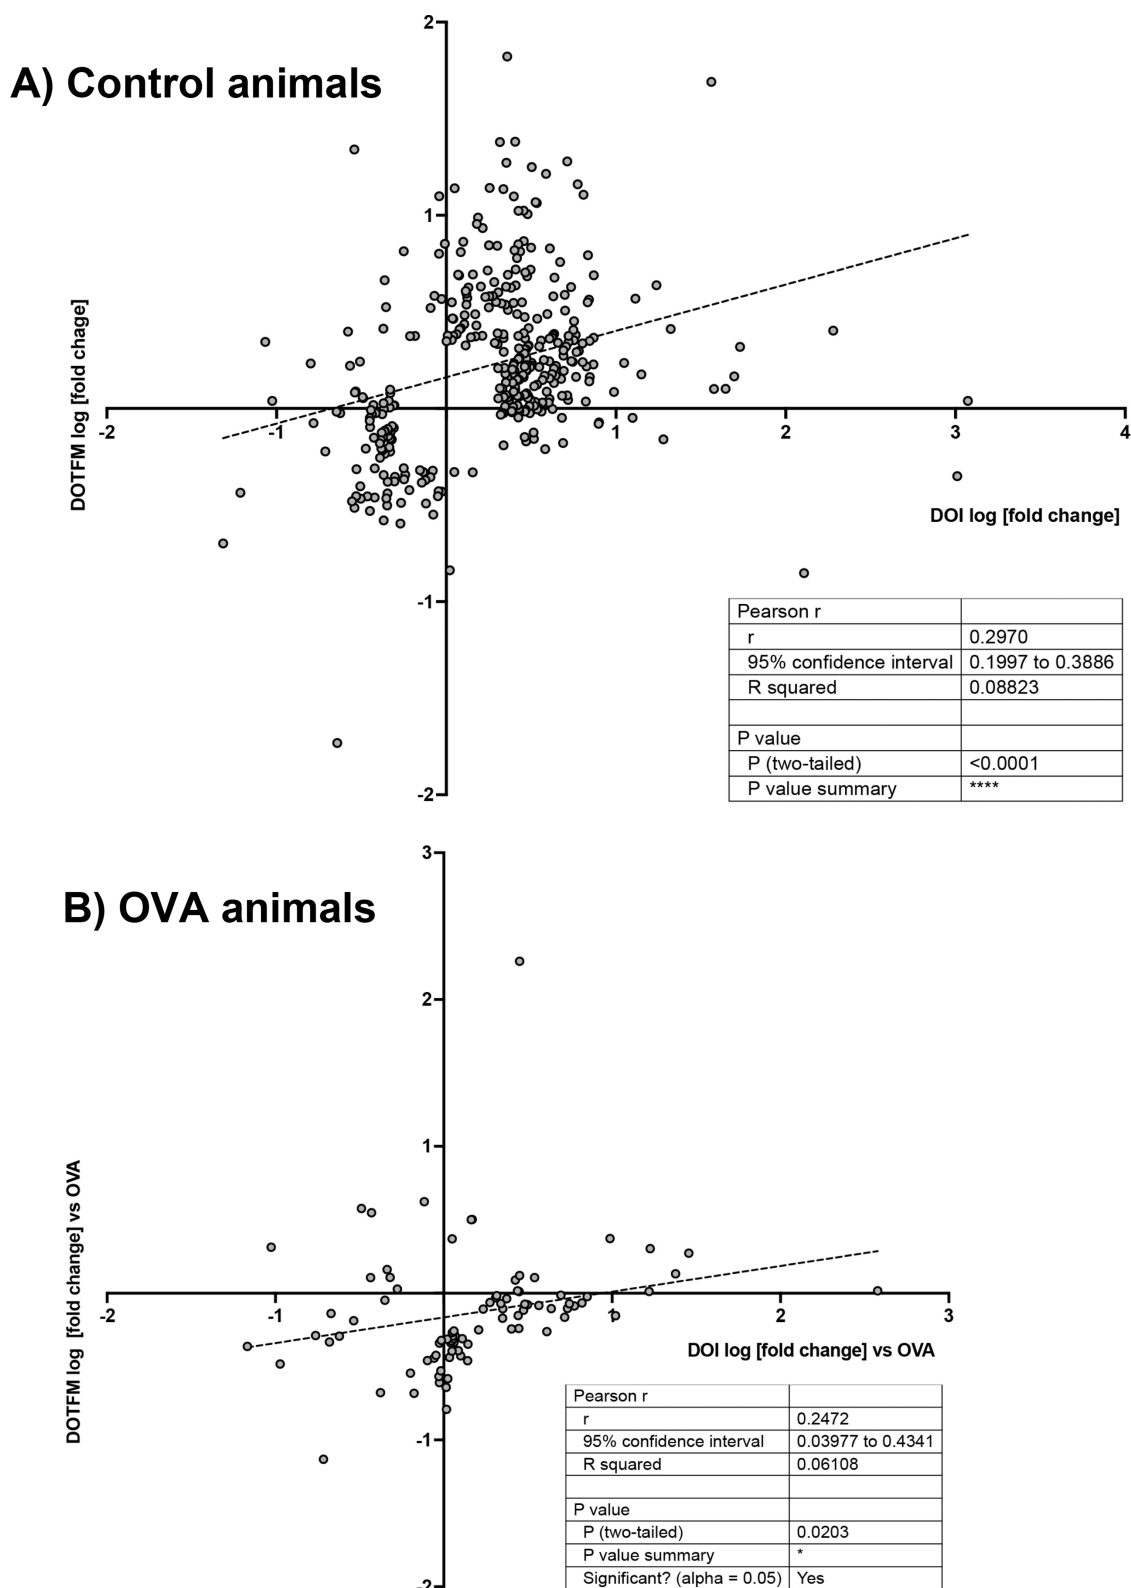 A) Control animals
2
1
-1
-2
-2
-1
1
2
3
4
DOTFM log [fold chage]
DOI log [fold change]
Pearson r
r 0.2970
95% confidence interval 0.1997 to 0.3886
R squared 0.08823
P value
P (two-tailed) <0.0001
P value summary ****
B) OVA animals
3
2
1
-1
-2
-2
-1
1
2
3
DOTFM log [fold change] vs OVA
DOI log [fold change] vs OVA
Pearson r
r 0.2472
95% confidence interval 0.03977 to 0.4341
R squared 0.06108
P value
P (two-tailed) 0.0203
P value summary *
Significant? (alpha = 0.05) Yes